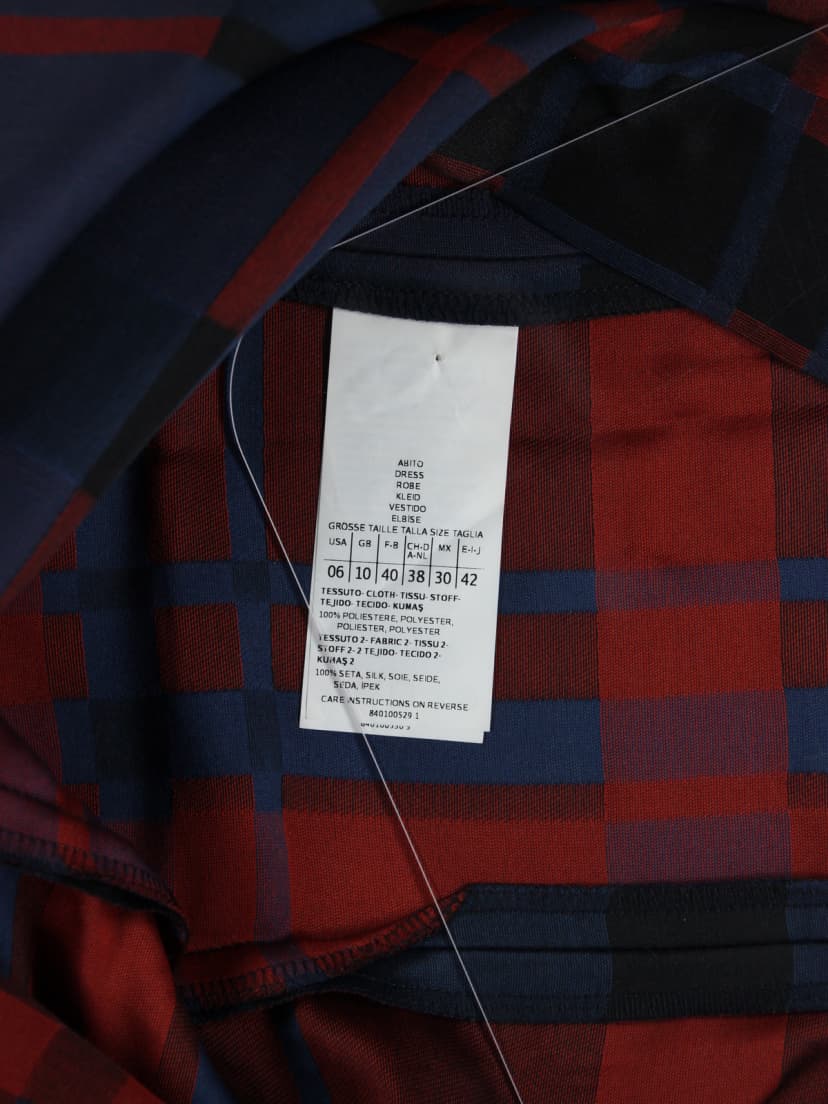 ABITO
DRESS
ROBE
KLEID
VESTIDO
ELBİSE
GRÖSSE TAILLE TALLA SIZE TAGLIA
USA GB F-B CH-D A-NL MX E-I-J
06 10 40 38 30 42
TESSUTO- CLOTH- TISSU- STOFF-
TEJIDO- TECIDO- KUMAŞ
100% POLIESTERE, POLYESTER,
POLIESTER, POLYESTER
TESSUTO 2- FABRIC 2- TISSU 2-
STOFF 2- 2 TEJIDO- TECIDO 2-
KUMAŞ 2
100% SETA, SILK, SOIE, SEIDE,
SEDA, İPEK
CARE INSTRUCTIONS ON REVERSE
840100529 1